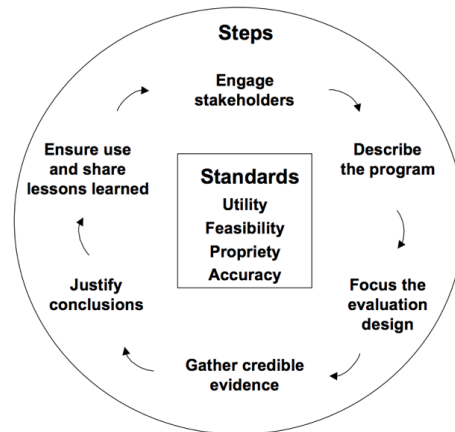 Steps
Engage
stakeholders
Describe
the program
Focus the
evaluation
design
Gather credible
evidence
Justify
conclusions
Ensure use
and share
lessons learned
Standards
Utility
Feasibility
Propriety
Accuracy